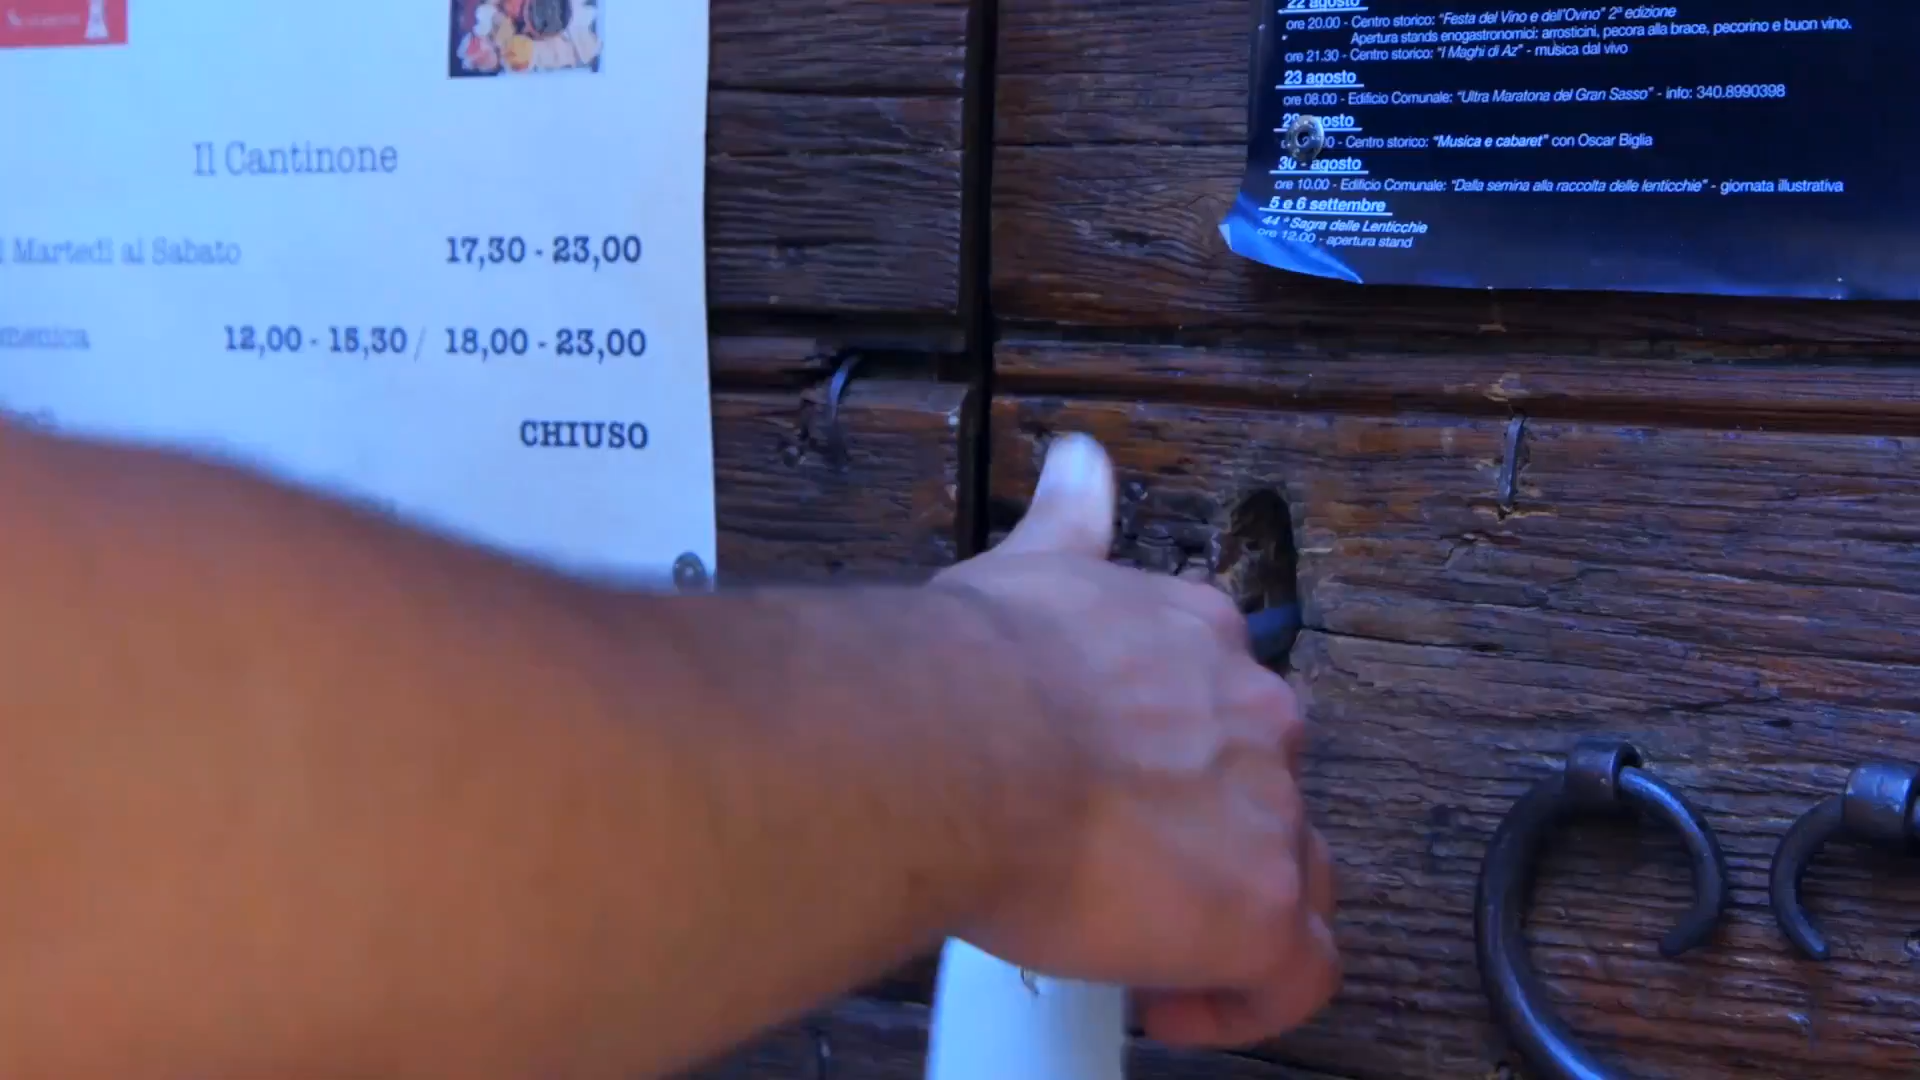 Il Cantinone
Martedi al Sabato 17,30 - 23,00
12,00 - 15,30 / 18,00 - 23,00
CHIUSO
22 agosto
ore 20.00 - Centro storico: "Festa del Vino e dell'Ovino" 2ª edizione
Apertura stands enogastronomici: arrosticini, pecora alla brace, pecorino e buon vino.
ore 21.30 - Centro storico: "I Maghi di Az" - musica dal vivo
23 agosto
ore 08.00 - Edificio Comunale: "Ultra Maratona del Gran Sasso" - info: 340.8990398
- Centro storico: "Musica e cabaret" con Oscar Biglia
30 - agosto
ore 10.00 - Edificio Comunale: "Dalla semina alla raccolta delle lenticchie" - giornata illustrativa
5 e 6 settembre
44ª Sagra delle Lenticchie
ore 12.00 - apertura stand